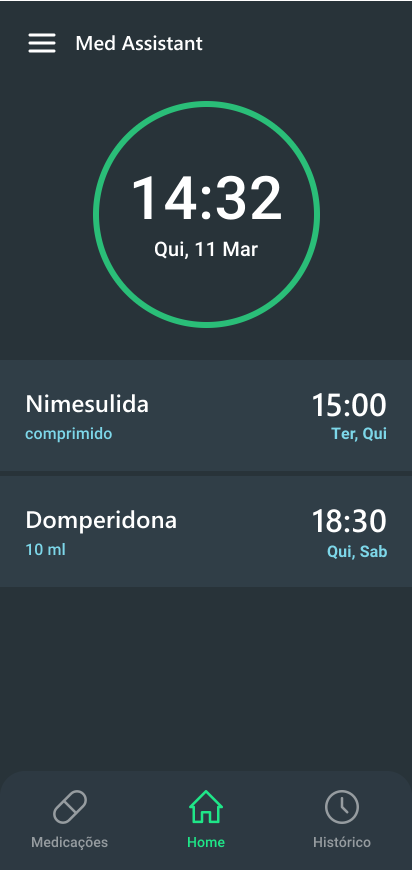 Med Assistant
14:32
Qui, 11 Mar
Nimesulida
comprimido
15:00
Ter, Qui
Domperidona
10 ml
18:30
Qui, Sab
Medicações
Home
Histórico